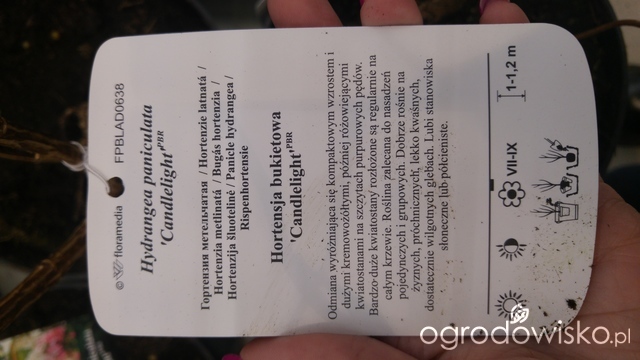 © floramedia FPBLAD0638
Hydrangea paniculata
'Candlelight'PBR
Гортензия метельчатая / Hortenzie latnatá /
Hortenzia metlinatá / Bugás hortenzia /
Hortenzija šluotelinė / Panicle hydrangea /
Rispenhortensie
Hortensja bukietowa
'Candlelight'PBR
Odmiana wyróżniająca się kompaktowym wzrostem i
dużymi kremowożółtymi, później różowiejącymi
kwiatostanami na szczytach purpurowych pędów.
Bardzo duże kwiatostany rozłożone są regularnie na
całym krzewie. Roślina zalecana do nasadzeń
pojedynczych i grupowych. Dobrze rośnie na
żyznych, próchnicznych, lekko kwaśnych,
dostatecznie wilgotnych glebach. Lubi stanowiska
słoneczne lub półcieniste.
VII-IX
1-1,2 m
ogrodowisko.pl